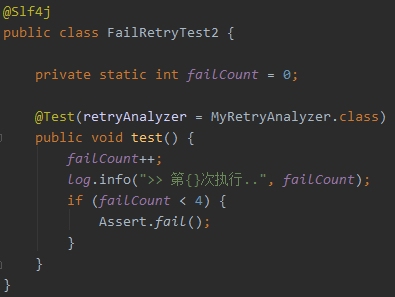 @Slf4j
public class FailRetryTest2 {
private static int failCount = 0;
@Test(retryAnalyzer = MyRetryAnalyzer.class)
public void test() {
failCount++;
log.info(">> 第{}次执行..", failCount);
if (failCount < 4) {
Assert.fail();
}
}
}